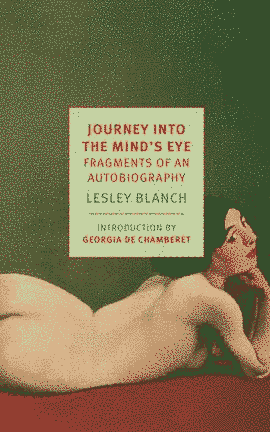 JOURNEY INTO
THE MIND'S EYE
FRAGMENTS OF AN
AUTOBIOGRAPHY
LESLEY BLANCH
INTRODUCTION BY
GEORGIA DE CHAMBERET